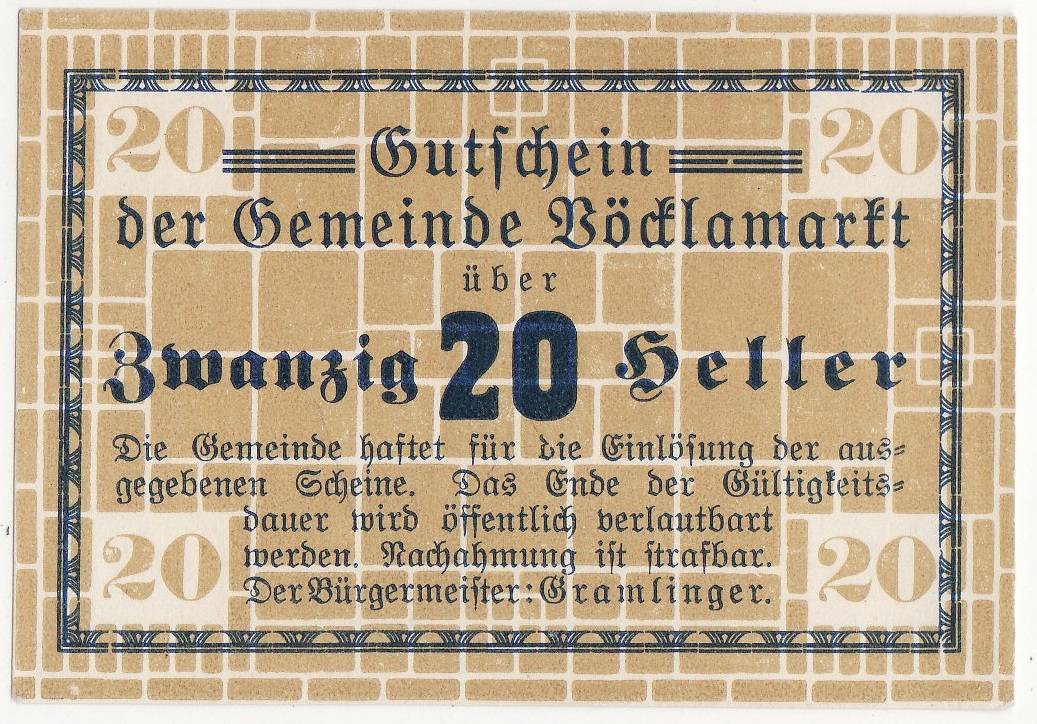 20 20
Gutschein
der Gemeinde Vöcklamarkt
über
Zwanzig 20 Heller
Die Gemeinde haftet für die Einlösung der aus=
gegebenen Scheine. Das Ende der Gültigkeits=
dauer wird öffentlich verlautbart
werden. Nachahmung ist strafbar.
Der Bürgermeister: Gramlinger.
20 20